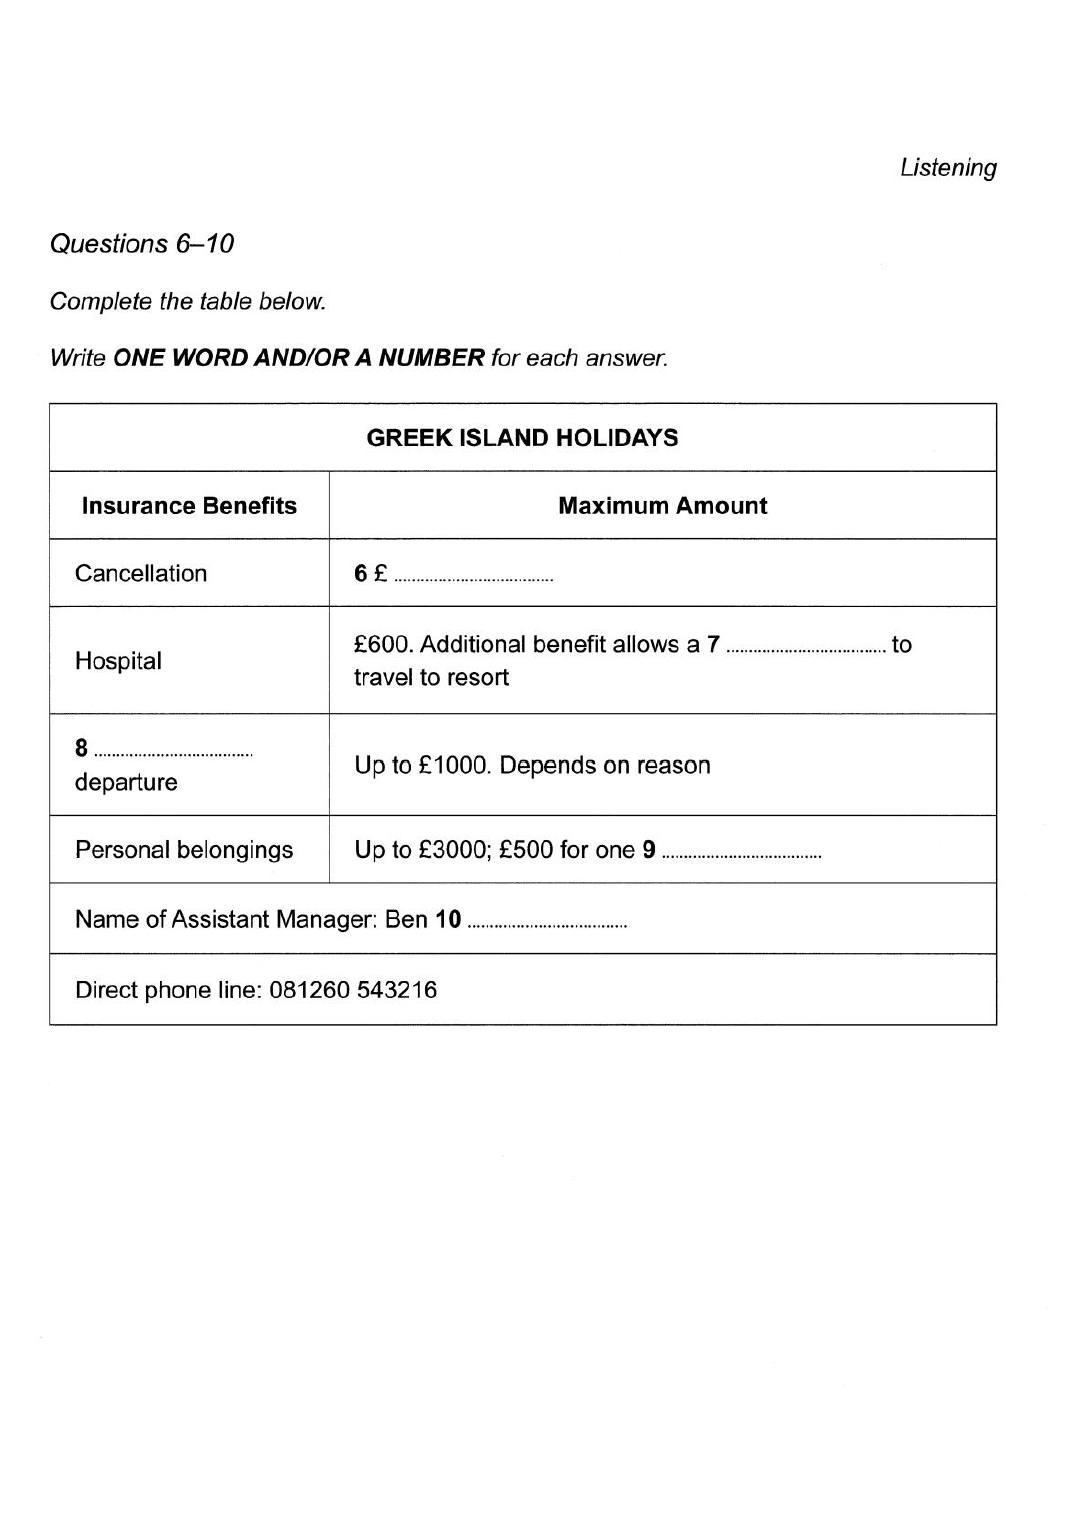 Listening
Questions 6–10
Complete the table below.
Write ONE WORD AND/OR A NUMBER for each answer.
GREEK ISLAND HOLIDAYS
Insurance Benefits
Maximum Amount
Cancellation
6 £ ....................................
Hospital
£600. Additional benefit allows a 7 .................................... to
travel to resort
8 ....................................
departure
Up to £1000. Depends on reason
Personal belongings
Up to £3000; £500 for one 9 ....................................
Name of Assistant Manager: Ben 10 ....................................
Direct phone line: 081260 543216